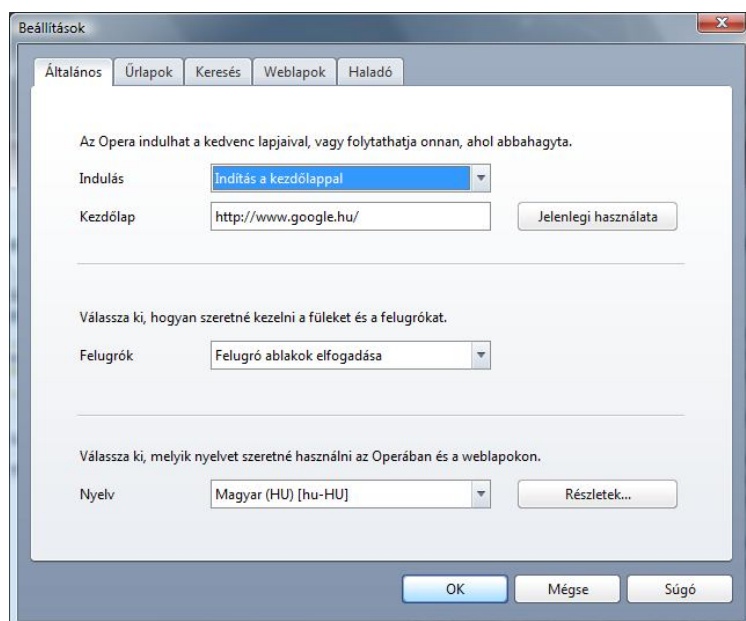 Beállítások
Általános Űrlapok Keresés Weblapok Haladó
Az Opera indulhat a kedvenc lapjaival, vagy folytathatja onnan, ahol abbahagyta.
Indulás Indítás a kezdőlappal
Kezdőlap http://www.google.hu/ Jelenlegi használata
Válassza ki, hogyan szeretné kezelni a füleket és a felugrókat.
Felugrók Felugró ablakok elfogadása
Válassza ki, melyik nyelvet szeretné használni az Operában és a weblapokon.
Nyelv Magyar (HU) [hu-HU] Részletek...
OK Mégse Súgó